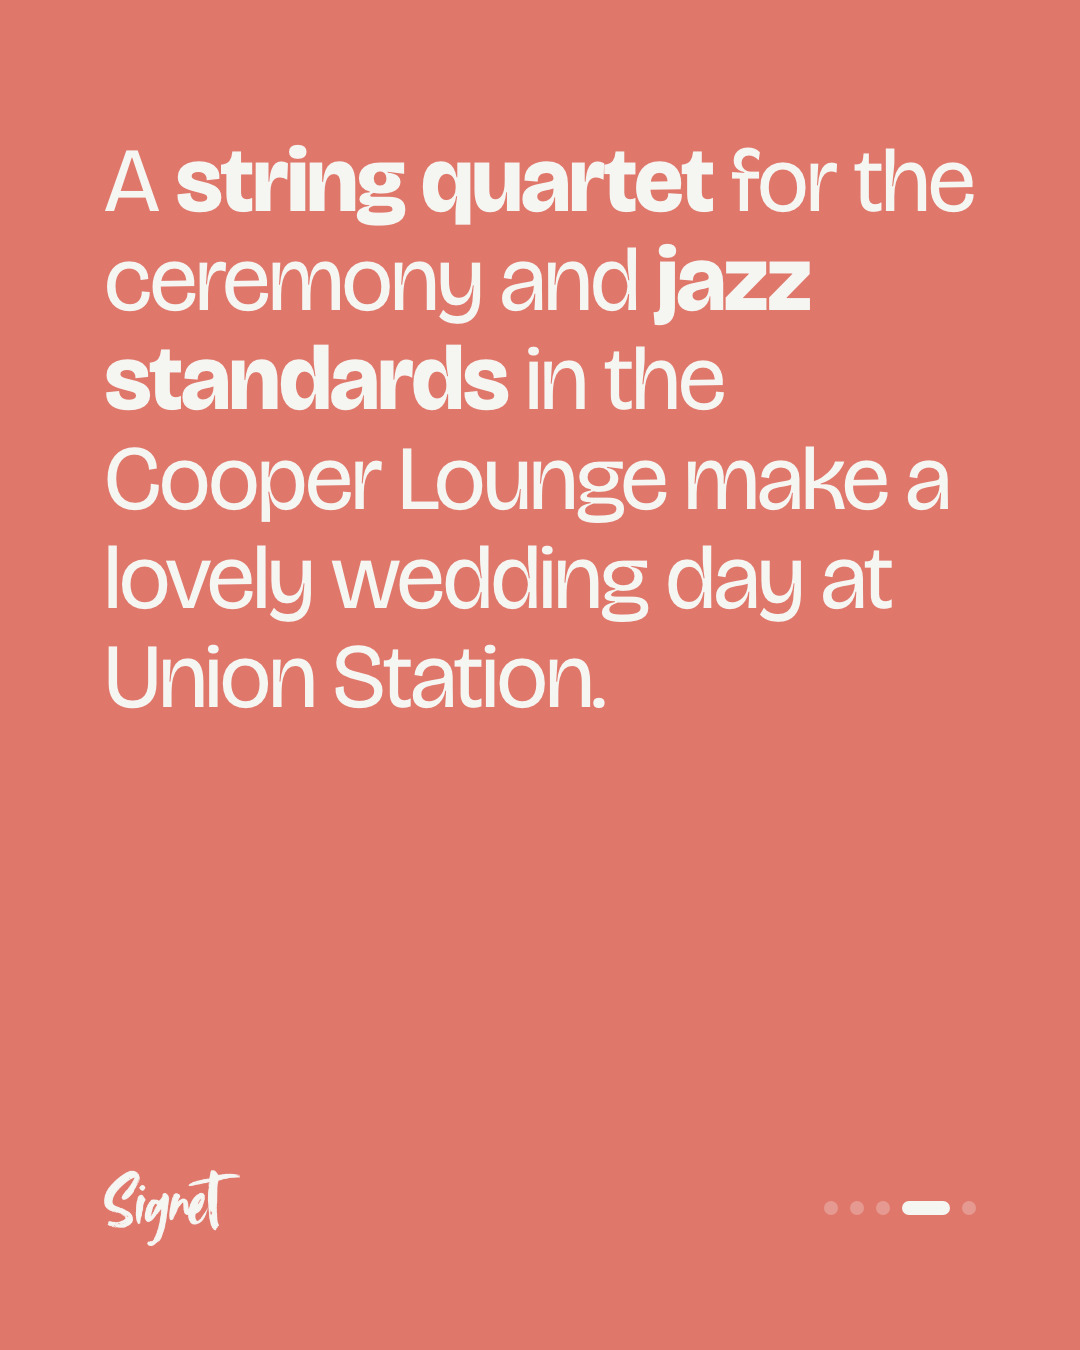 A string quartet for the
ceremony and jazz
standards in the
Cooper Lounge make a
lovely wedding day at
Union Station.
Signet